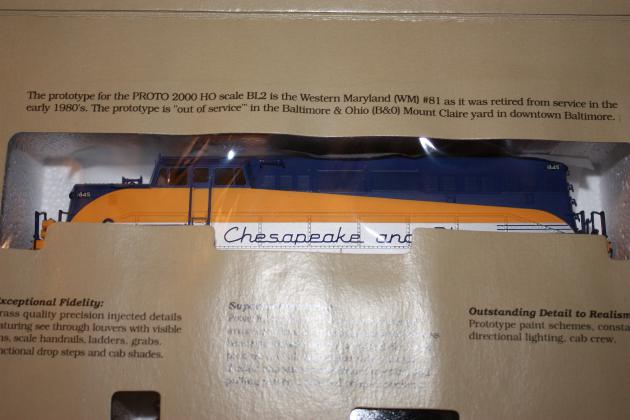 The prototype for the PROTO 2000 HO scale BL2 is the Western Maryland (WM) #81 as it was retired from service in the
early 1980's. The prototype is "out of service'" in the Baltimore & Ohio (B&O) Mount Claire yard in downtown Baltimore.
1845
1845
Chesapeake and
xceptional Fidelity:
rass quality precision injected details
aturing see through louvers with visible
ns, scale handrails, ladders, grabs.
nctional drop steps and cab shades.
Outstanding Detail to Realism
Prototype paint schemes, consta
directional lighting, cab crew.